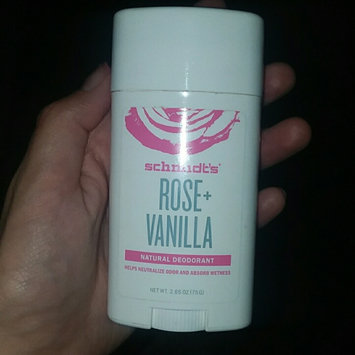 schmidt's
ROSE+
VANILLA
NATURAL DEODORANT
HELPS NEUTRALIZE ODOR AND ABSORB WETNESS
NET WT. 2.65 OZ (75G)